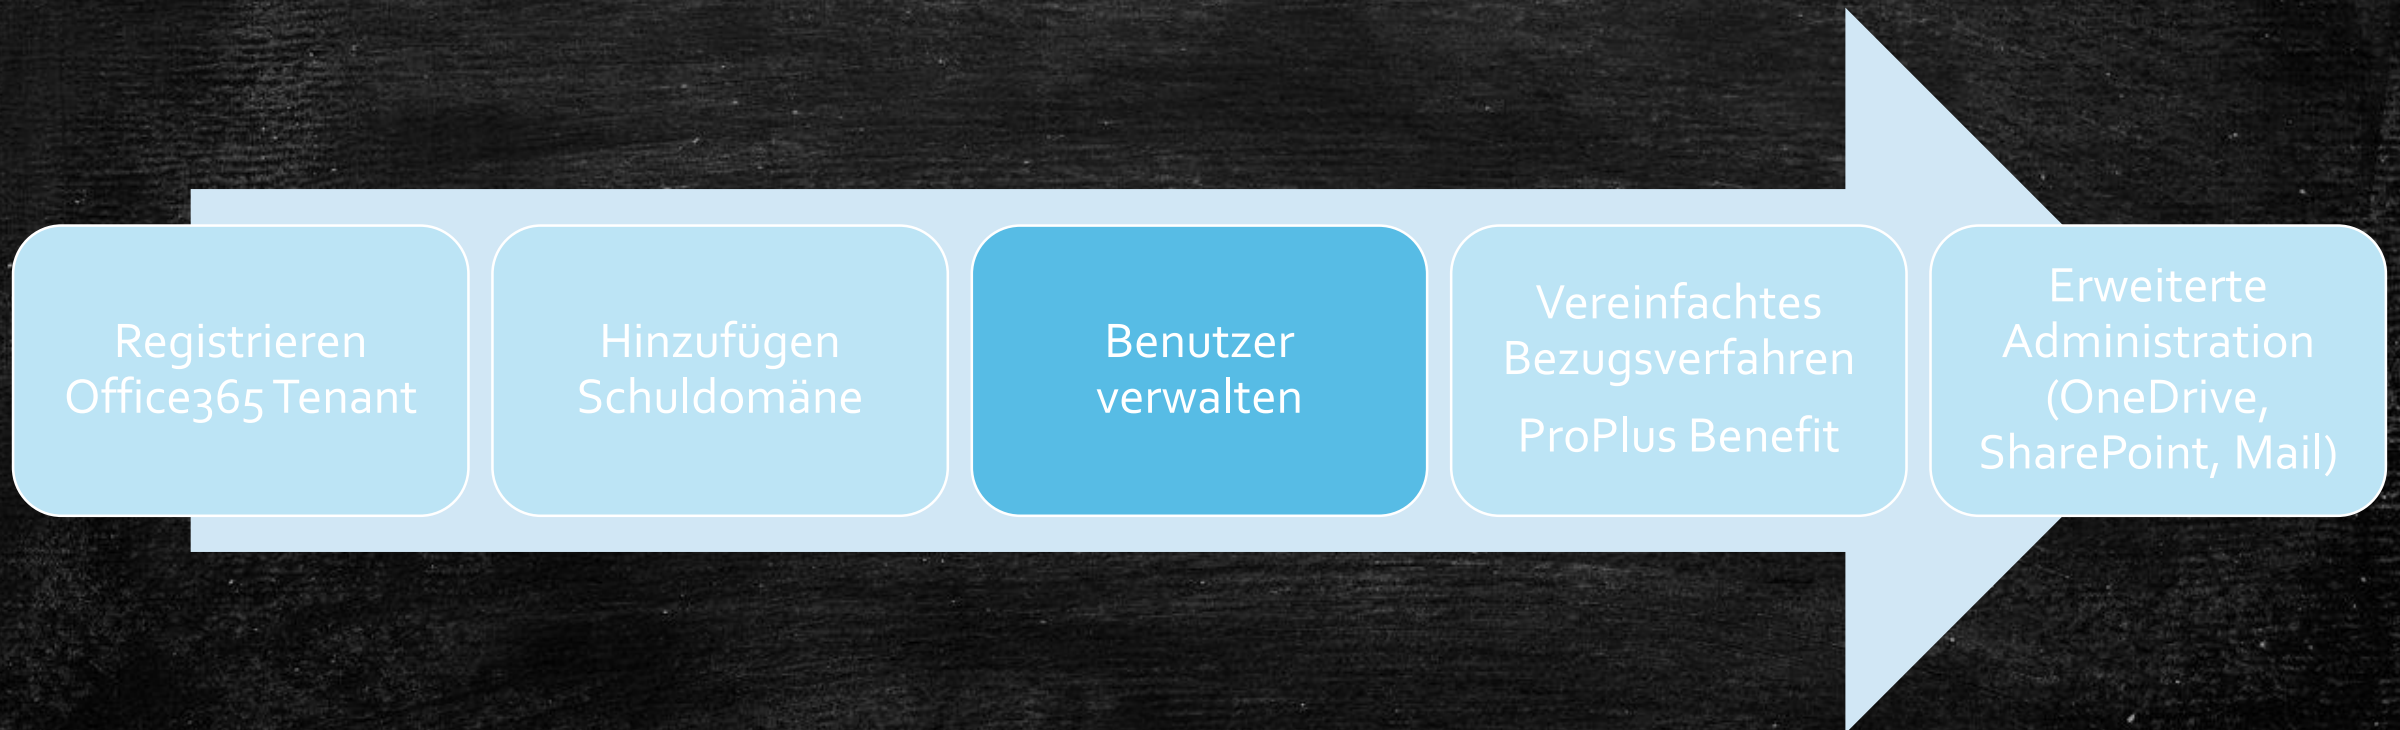 Registrieren
Office365 Tenant
Hinzufügen
Schuldomäne
Benutzer
verwalten
Vereinfachtes
Bezugsverfahren
ProPlus Benefit
Erweiterte
Administration
(OneDrive,
SharePoint, Mail)